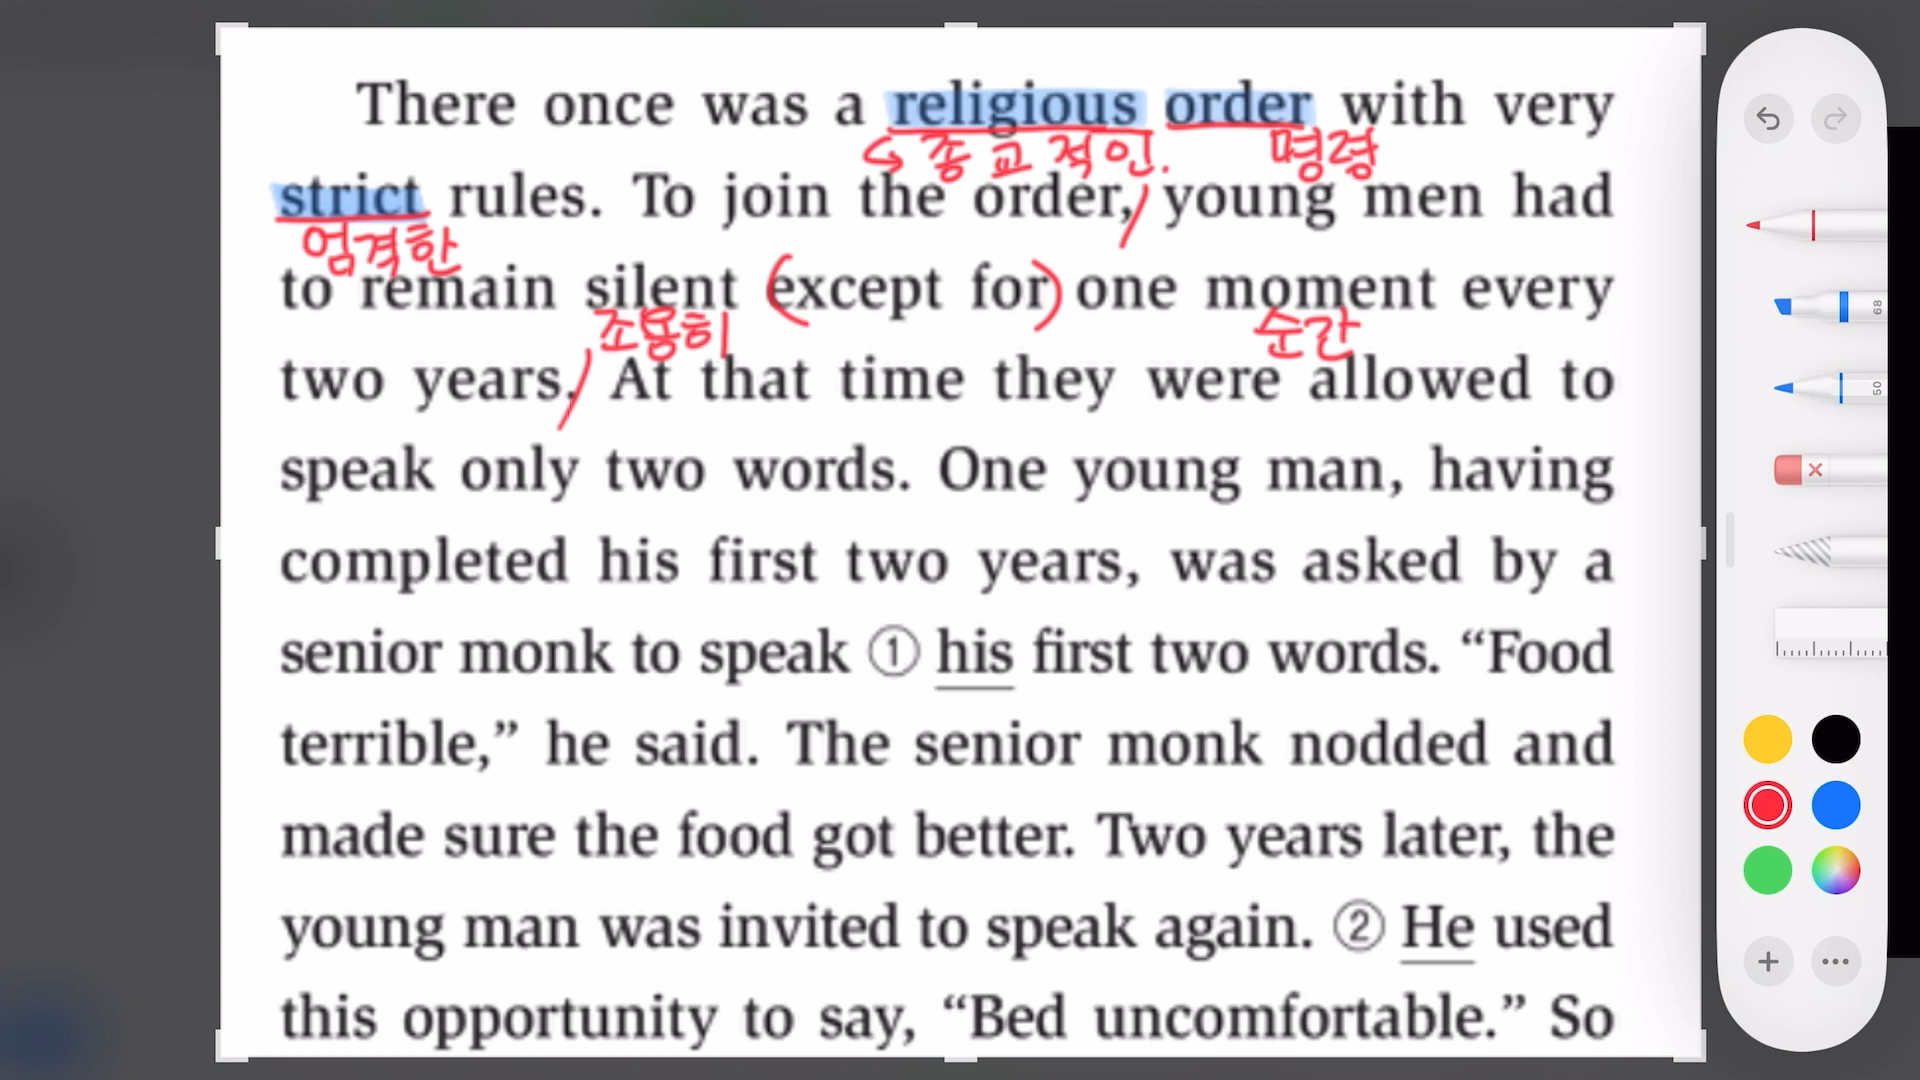 There once was a religious order with very
종교적인. 명령
strict rules. To join the order, young men had
엄격한
to remain silent (except for) one moment every
조용히 순간
two years. At that time they were allowed to
speak only two words. One young man, having
completed his first two years, was asked by a
senior monk to speak ① his first two words. “Food
terrible,” he said. The senior monk nodded and
made sure the food got better. Two years later, the
young man was invited to speak again. ② He used
this opportunity to say, “Bed uncomfortable.” So
68
50